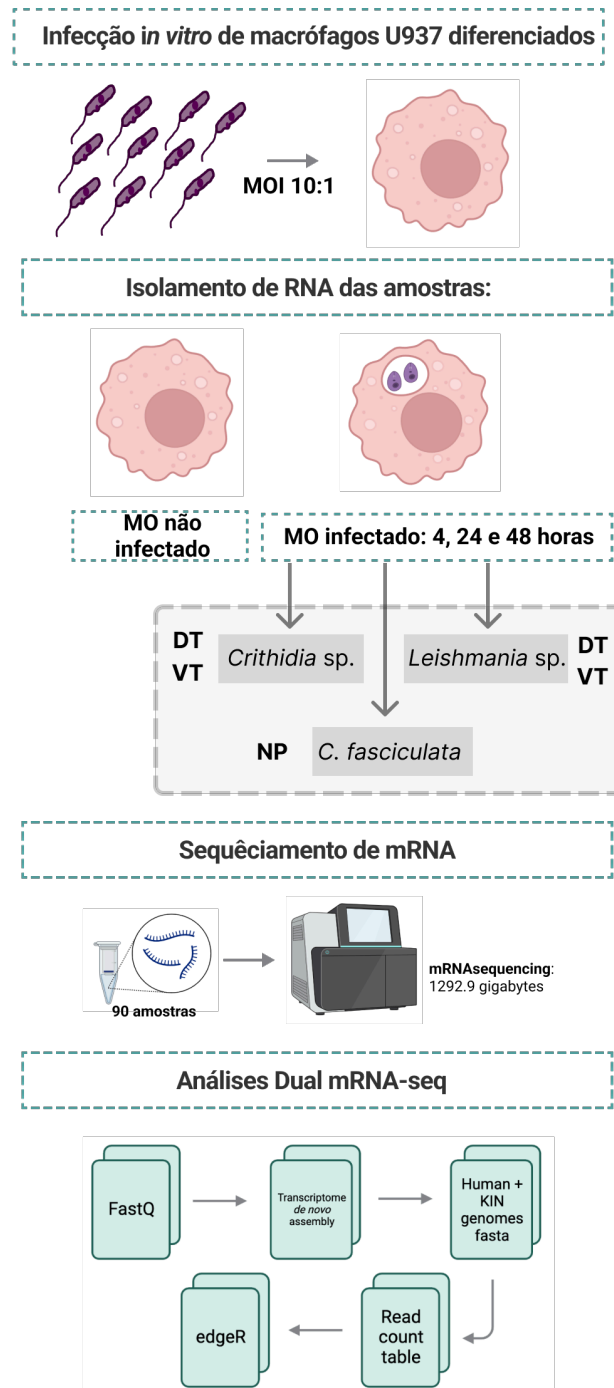 Infecção in vitro de macrófagos U937 diferenciados
MOI 10:1
Isolamento de RNA das amostras:
MO não
infectado
MO infectado: 4, 24 e 48 horas
DT
VT
Crithidia sp.
Leishmania sp.
DT
VT
NP
C. fasciculata
Sequêciamento de mRNA
90 amostras
mRNAsequencing:
1292.9 gigabytes
Análises Dual mRNA-seq
FastQ
Transcriptome
de novo
assembly
Human +
KIN
genomes
fasta
edgeR
Read
count
table